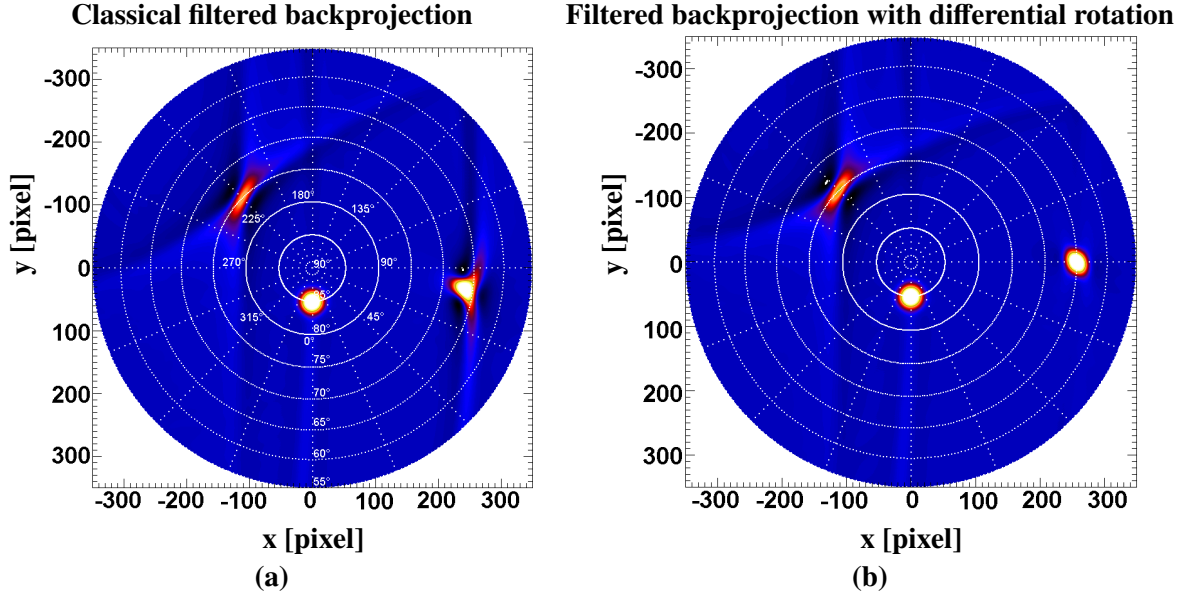 Classical filtered backprojection
Filtered backprojection with differential rotation
-300
-200
-100
0
100
200
300
y [pixel]
180°
225°
135°
270°
90°
90°
315°
45°
0°
80°
75°
70°
65°
60°
55°
-300 -200 -100 0 100 200 300
x [pixel]
(a)
-300
-200
-100
0
100
200
300
y [pixel]
-300 -200 -100 0 100 200 300
x [pixel]
(b)